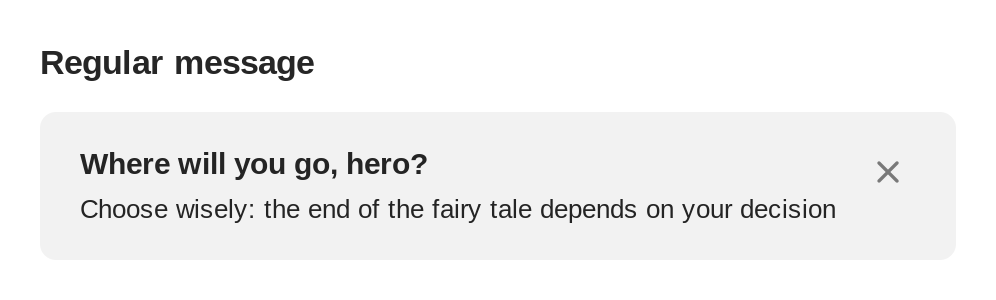 Regular message
Where will you go, hero?
Choose wisely: the end of the fairy tale depends on your decision